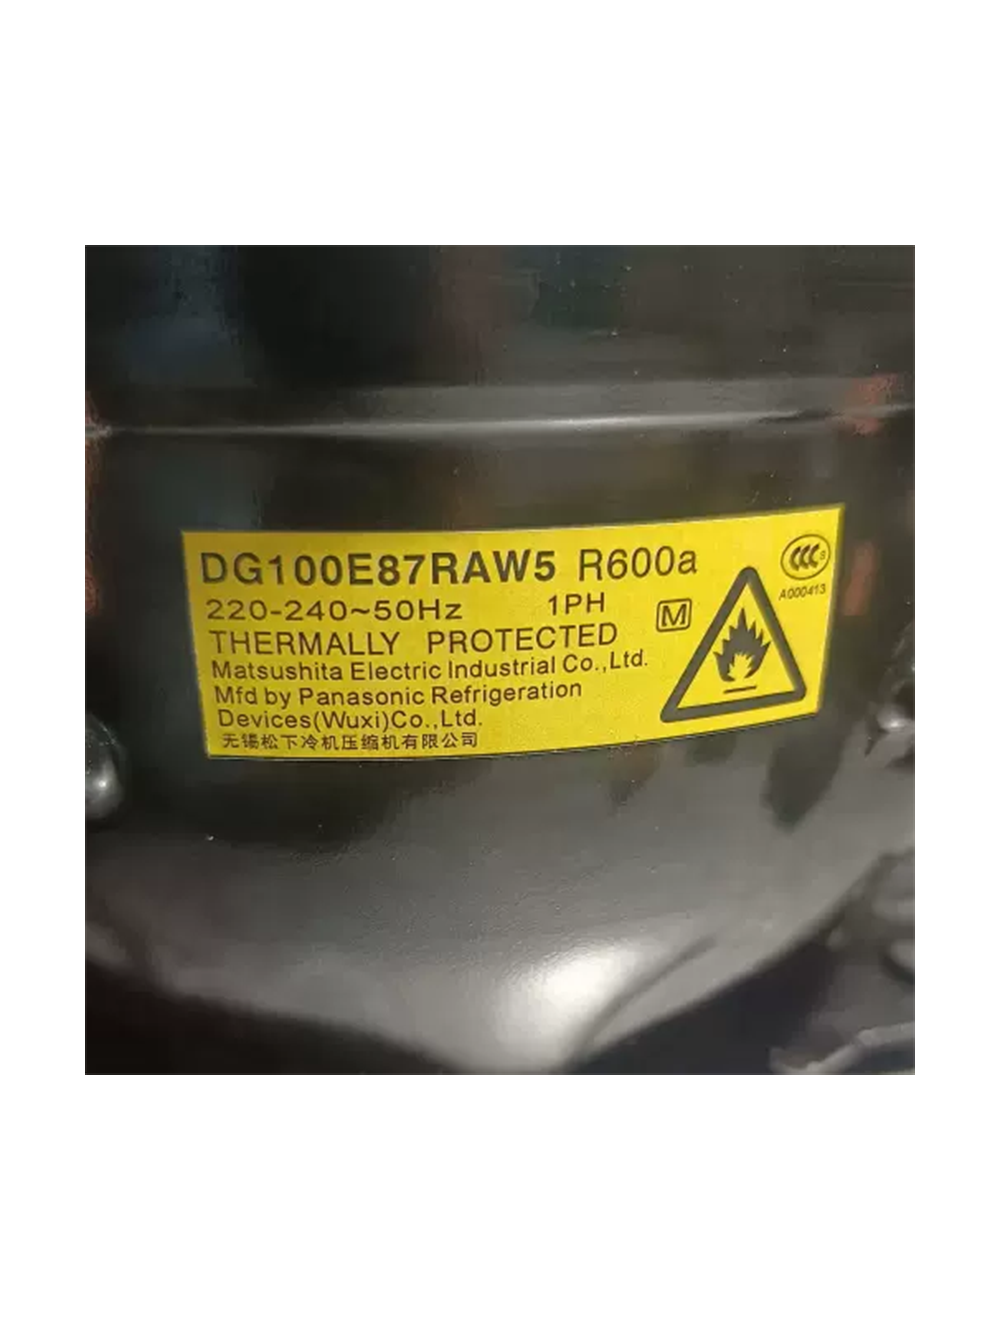 DG100E87RAW5 R600a
CCC S
A000413
220-240~50Hz 1PH
M
THERMALLY PROTECTED
Matsushita Electric Industrial Co.,Ltd.
Mfd by Panasonic Refrigeration
Devices(Wuxi)Co.,Ltd.
无锡松下冷机压缩机有限公司